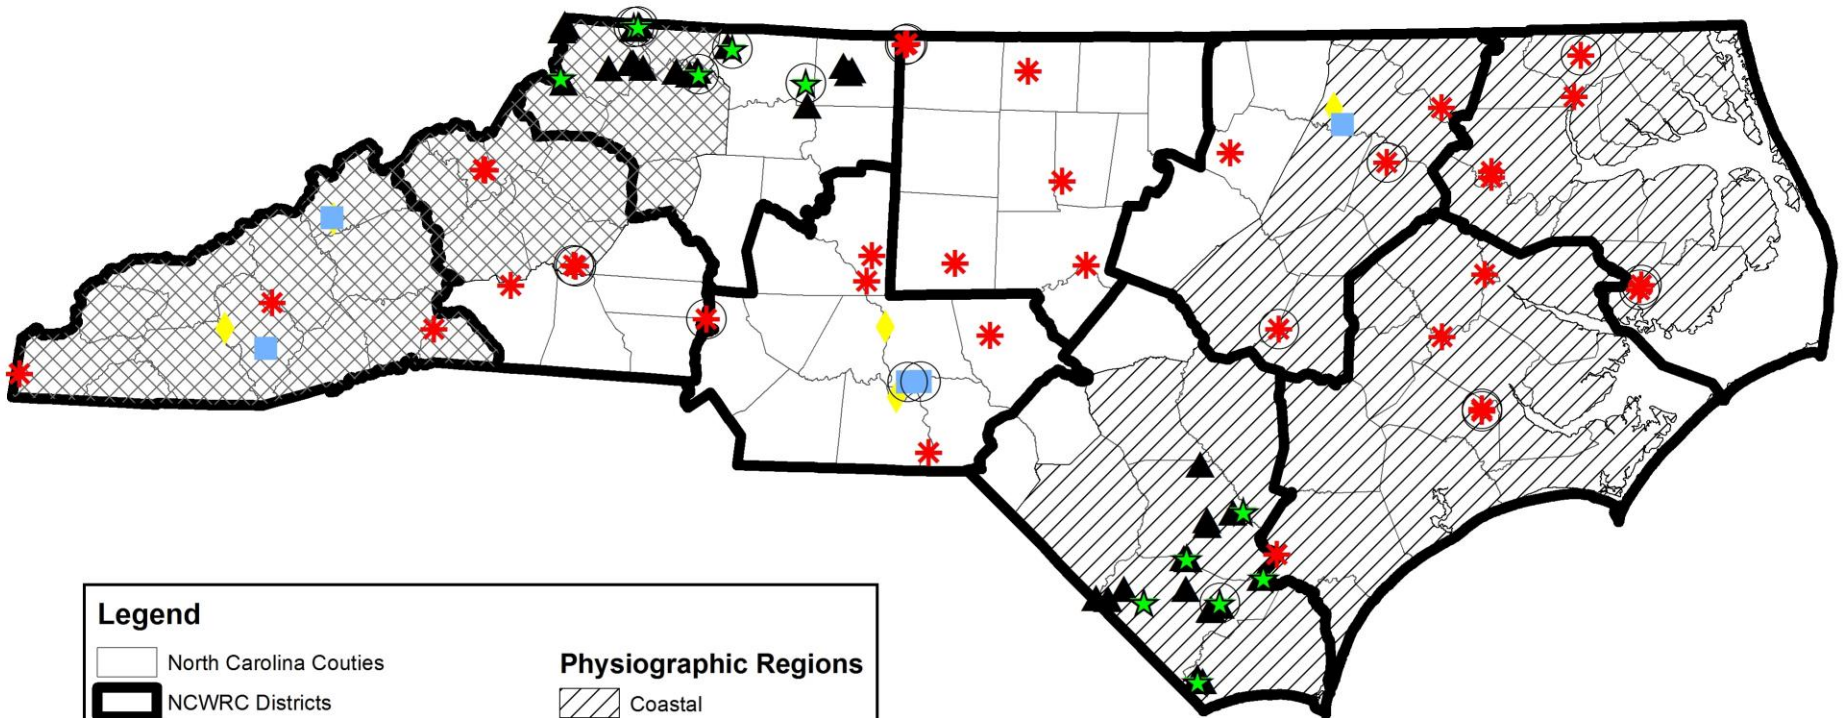 Legend
North Carolina Couties
Physiographic Regions
NCWRC Districts
Coastal